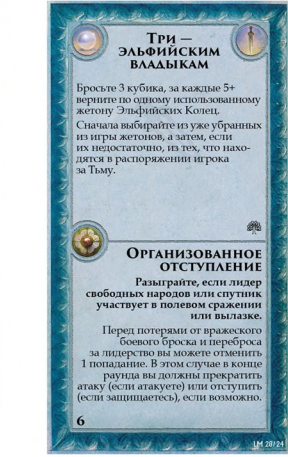 Три —
эльфийским
владыкам
Бросьте 3 кубика, за каждые 5+
верните по одному использованному
жетону Эльфийских Колец.
Сначала выбирайте из уже убранных
из игры жетонов, а затем, если
их недостаточно, из тех, что нахо-
дятся в распоряжении игрока
за Тьму.
Организованное
отступление
Разыграйте, если лидер
свободных народов или спутник
участвует в полевом сражении
или вылазке.
Перед потерями от вражеского
боевого броска и переброса
за лидерство вы можете отменить
1 попадание. В этом случае в конце
раунда вы должны прекратить
атаку (если атакуете) или отступить
(если защищаетесь), если возможно.
6
LM 20/24